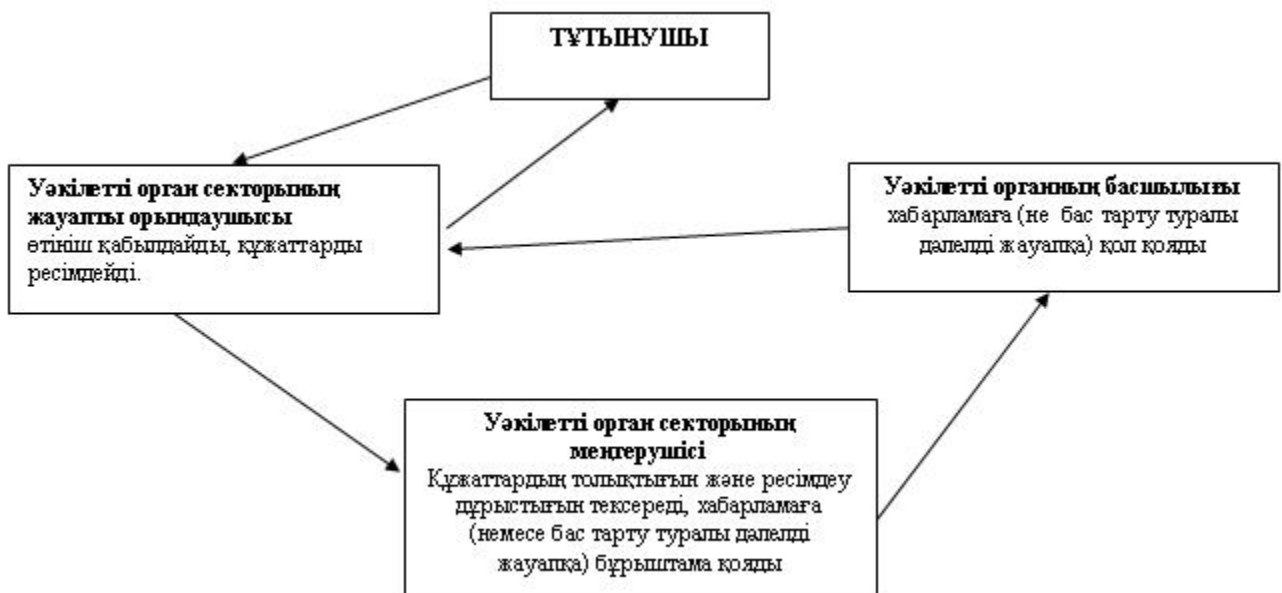 ТҰТЫНУШЫ
Уәкілетті орган секторының
жауапты орындаушысы
өтініш қабылдайды, құжаттарды
ресімдейді.
Уәкілетті органның басшылығы
хабарламаға (не бас тарту туралы
дәлелді жауапқа) қол қояды
Уәкілетті орган секторының
меңгерушісі
Құжаттардың толықтығын және ресімдеу
дұрыстығын тексереді, хабарламаға
(немесе бас тарту туралы дәлелді
жауапқа) бұрыштама қояды